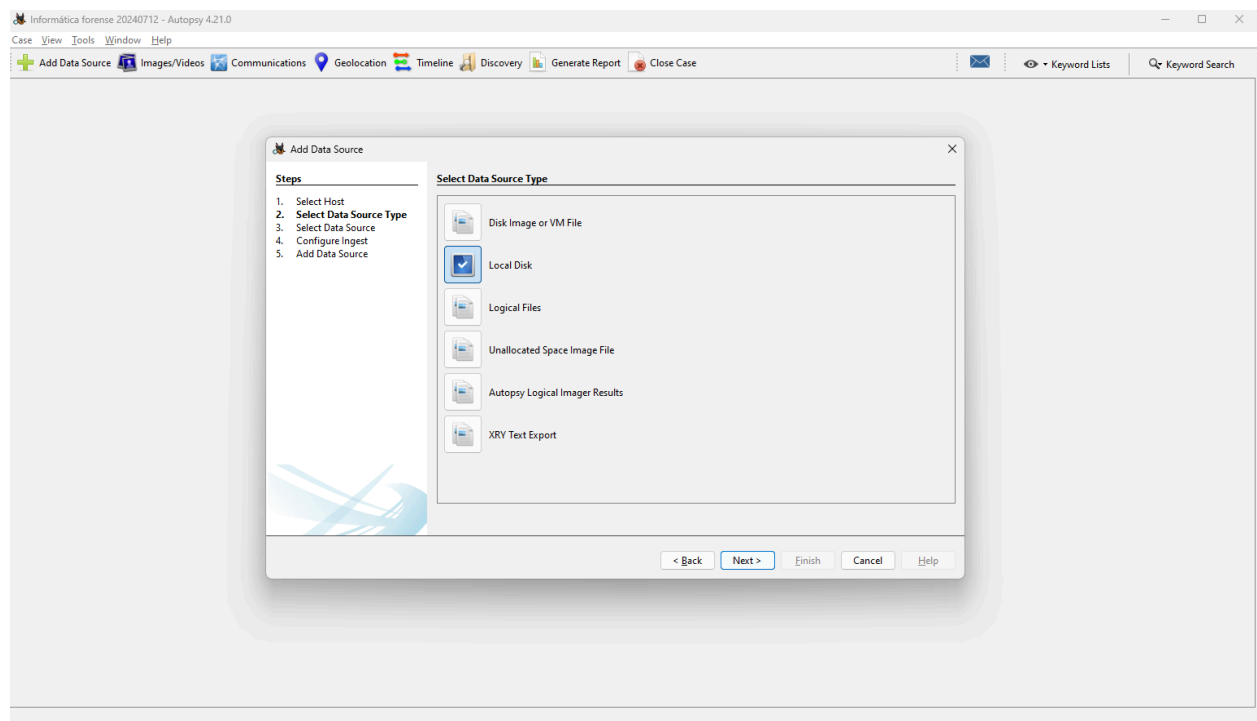 Informática forense 20240712 - Autopsy 4.21.0
Case View Tools Window Help
Add Data Source Images/Videos Communications Geolocation Timeline Discovery Generate Report Close Case Keyword Lists Keyword Search
Add Data Source
Steps
1. Select Host
2. Select Data Source Type
3. Select Data Source
4. Configure Ingest
5. Add Data Source
Select Data Source Type
Disk Image or VM File
Local Disk
Logical Files
Unallocated Space Image File
Autopsy Logical Imager Results
XRY Text Export
< Back Next > Finish Cancel Help